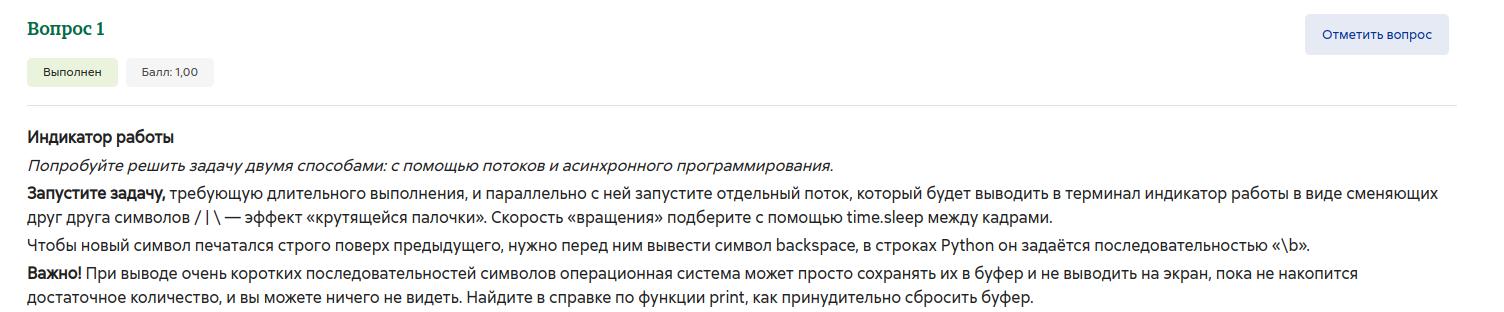 Вопрос 1
Отметить вопрос
Выполнен
Балл: 1,00
Индикатор работы
Попробуйте решить задачу двумя способами: с помощью потоков и асинхронного программирования.
Запустите задачу, требующую длительного выполнения, и параллельно с ней запустите отдельный поток, который будет выводить в терминал индикатор работы в виде сменяющих
друг друга символов / | \ — эффект «крутящейся палочки». Скорость «вращения» подберите с помощью time.sleep между кадрами.
Чтобы новый символ печатался строго поверх предыдущего, нужно перед ним вывести символ backspace, в строках Python он задаётся последовательностью «\b».
Важно! При выводе очень коротких последовательностей символов операционная система может просто сохранять их в буфер и не выводить на экран, пока не накопится
достаточное количество, и вы можете ничего не видеть. Найдите в справке по функции print, как принудительно сбросить буфер.